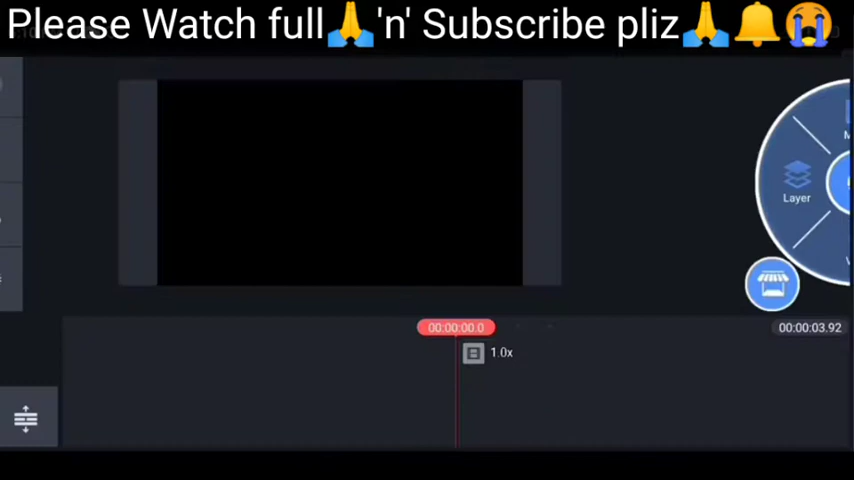 Please Watch full🙏'n' Subscribe pliz🙏🔔😭
Layer
00:00:00.0
00:00:03.92
1.0x